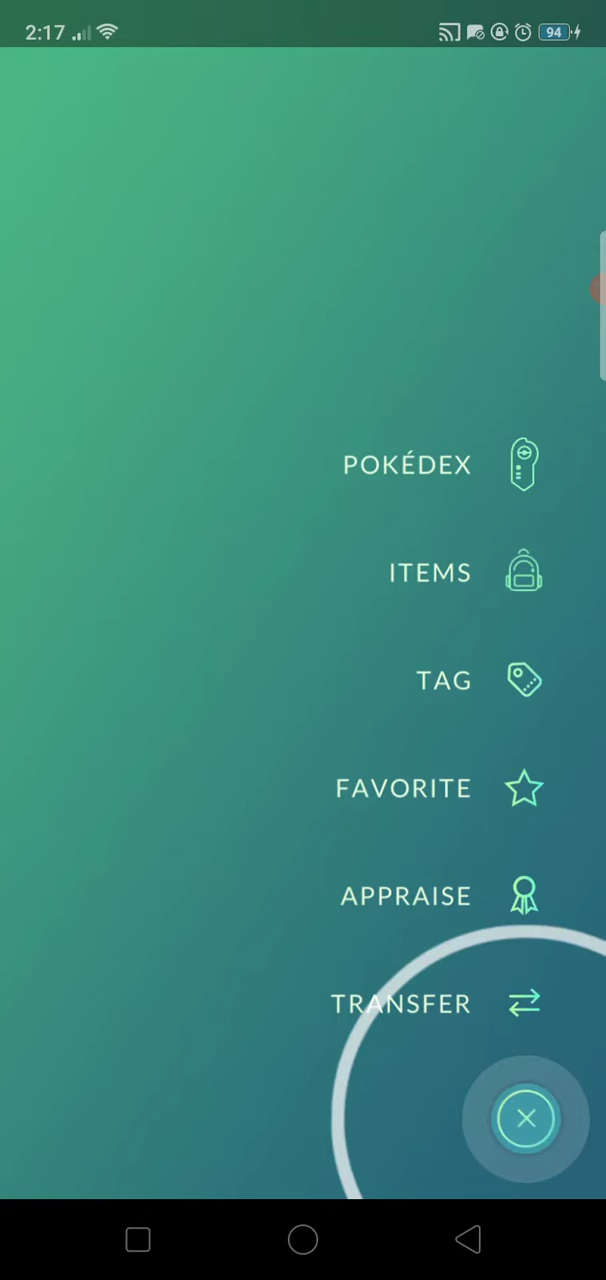 2:17
94
POKÉDEX
ITEMS
TAG
FAVORITE
APPRAISE
TRANSFER